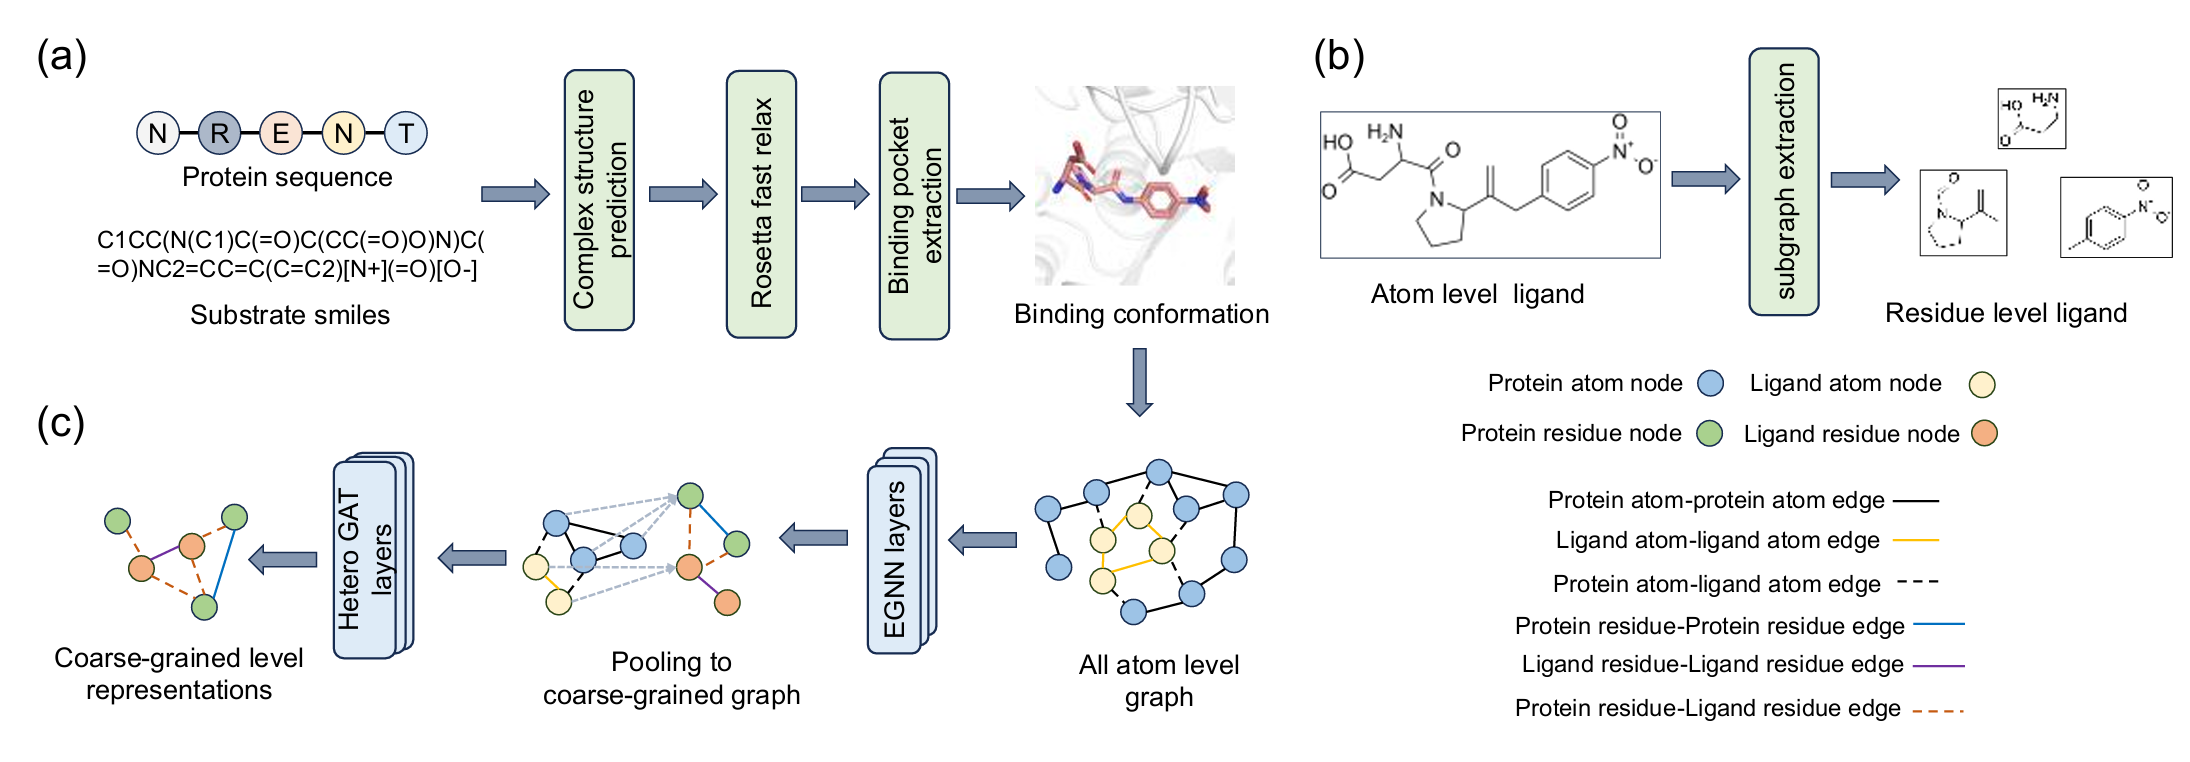 (a)
N R E N T
Protein sequence
C1CC(N(C1)C(=O)C(CC(=O)O)N)C(
=O)NC2=CC=C(C=C2)[N+](=O)[O-]
Substrate smiles
Complex structure
prediction
Rosetta fast relax
Binding pocket
extraction
Binding conformation
(b)
HO
H₂N
O
O
N
O
N⁺
O⁻
Atom level ligand
subgraph extraction
HO
H₂N
O
O
N
O
N⁺
O⁻
Residue level ligand
Protein atom node
Ligand atom node
Protein residue node
Ligand residue node
Protein atom-protein atom edge
Ligand atom-ligand atom edge
Protein atom-ligand atom edge
Protein residue-Protein residue edge
Ligand residue-Ligand residue edge
Protein residue-Ligand residue edge
(c)
Coarse-grained level
representations
Hetero GAT
layers
Pooling to
coarse-grained graph
EGNN layers
All atom level
graph